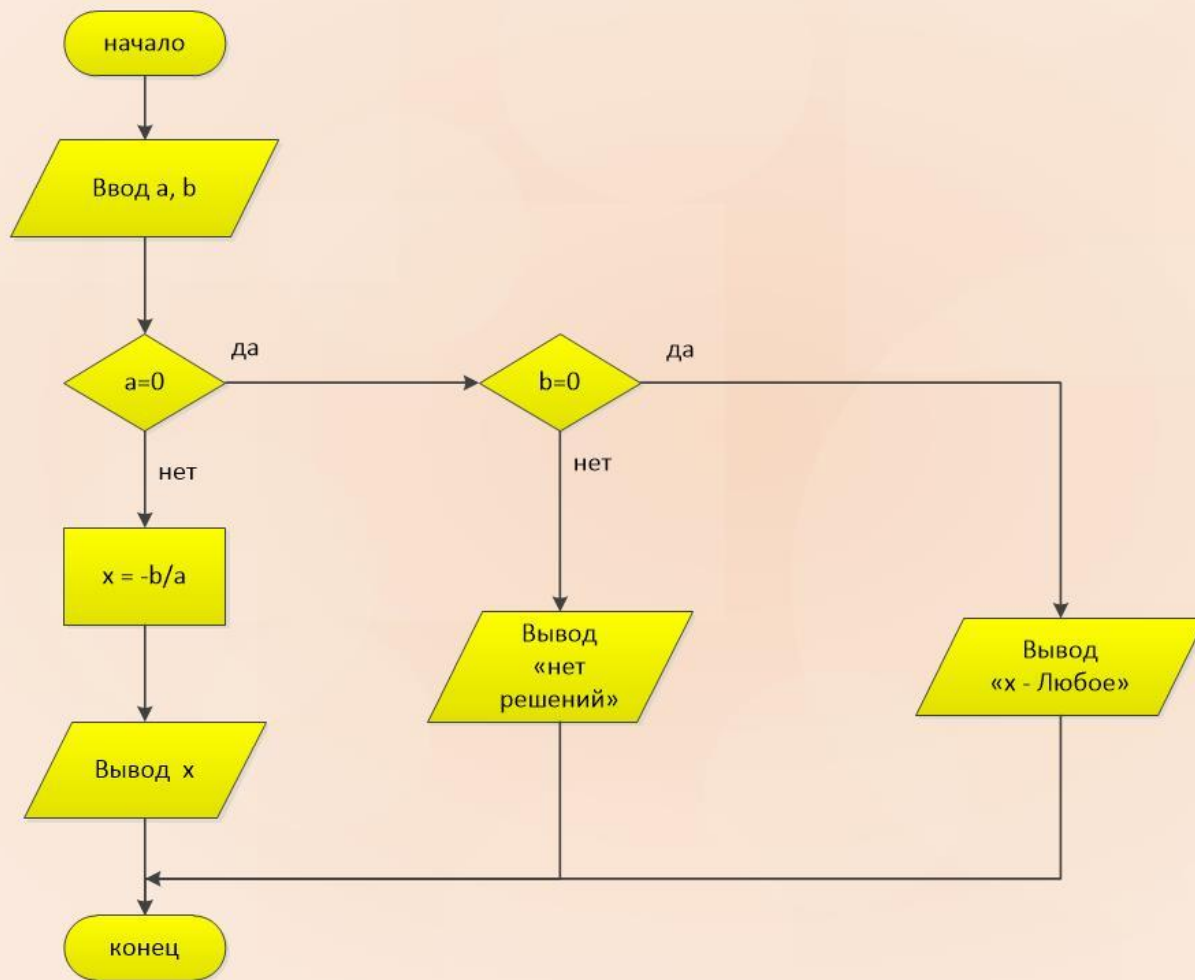 начало
Ввод a, b
a=0
да
b=0
да
нет
нет
x = -b/a
Вывод
«нет
решений»
Вывод
«x - Любое»
Вывод x
конец